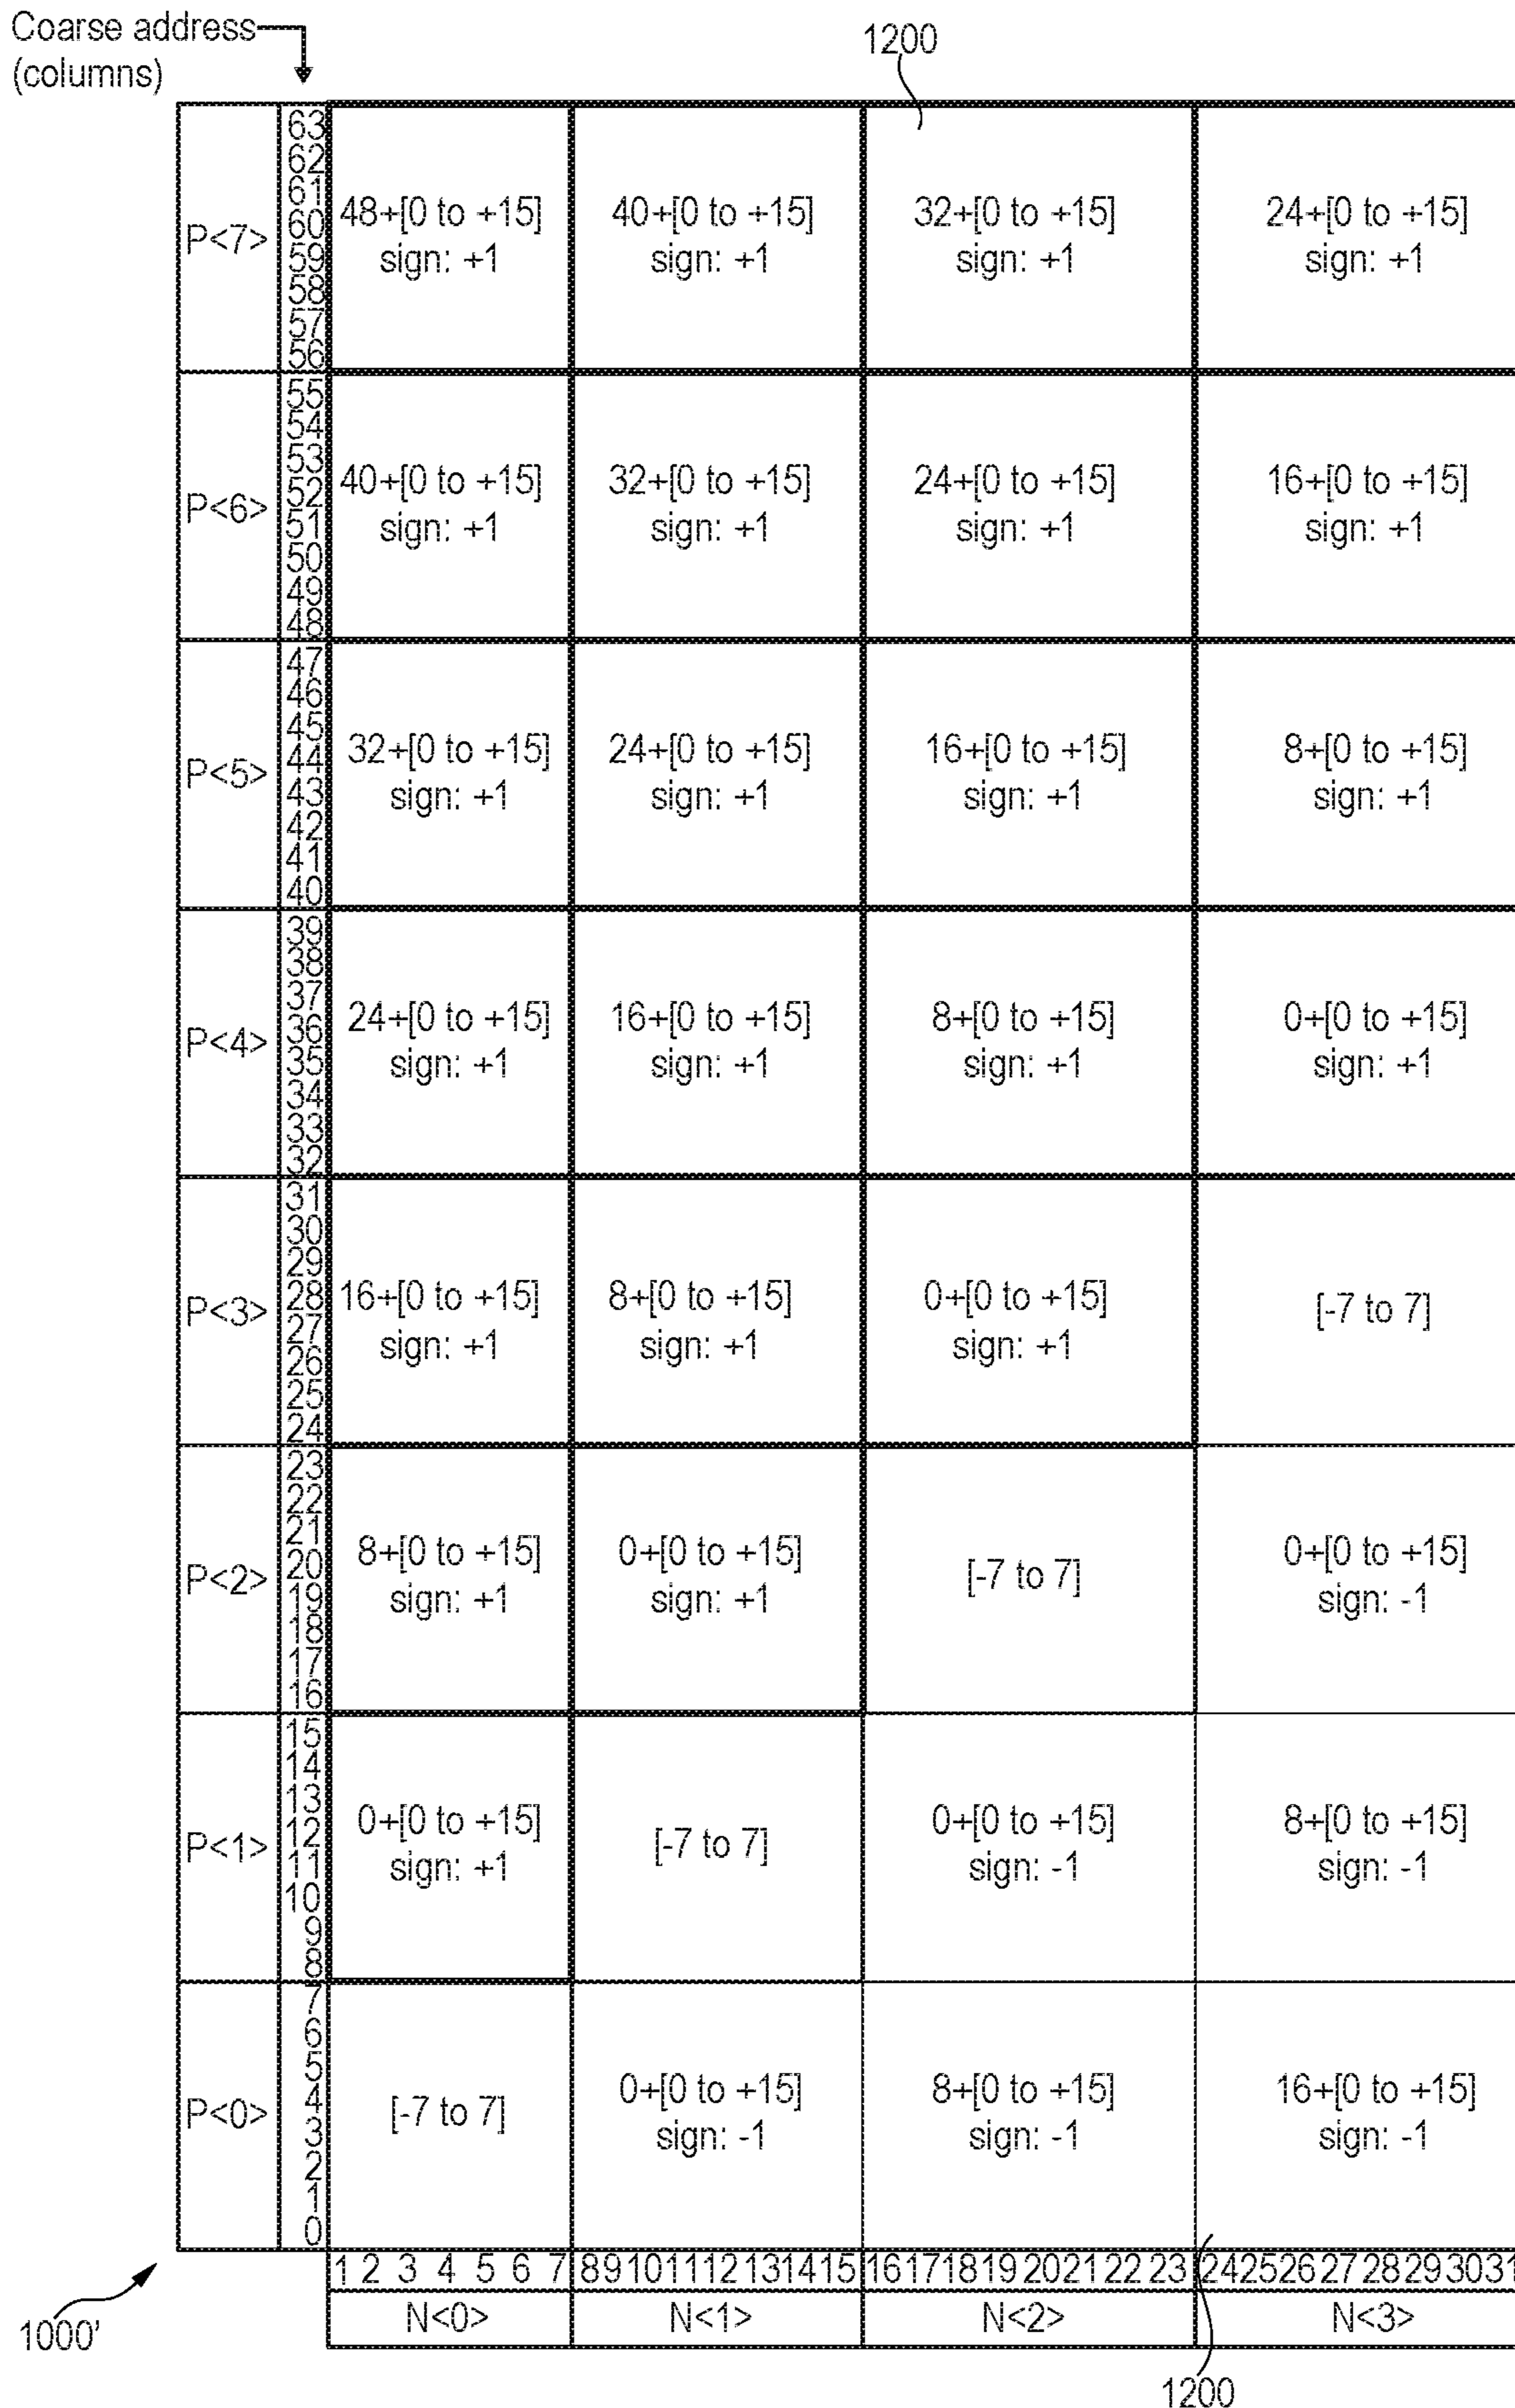 Coarse address
(columns)
1200
P<7>
63
62
61
60
59
58
57
56
48+[0 to +15]
sign: +1
40+[0 to +15]
sign: +1
32+[0 to +15]
sign: +1
24+[0 to +15]
sign: +1
P<6>
55
54
53
52
51
50
49
48
40+[0 to +15]
sign: +1
32+[0 to +15]
sign: +1
24+[0 to +15]
sign: +1
16+[0 to +15]
sign: +1
P<5>
47
46
45
44
43
42
41
40
32+[0 to +15]
sign: +1
24+[0 to +15]
sign: +1
16+[0 to +15]
sign: +1
8+[0 to +15]
sign: +1
P<4>
39
38
37
36
35
34
33
32
24+[0 to +15]
sign: +1
16+[0 to +15]
sign: +1
8+[0 to +15]
sign: +1
0+[0 to +15]
sign: +1
P<3>
31
30
29
28
27
26
25
24
16+[0 to +15]
sign: +1
8+[0 to +15]
sign: +1
0+[0 to +15]
sign: +1
[-7 to 7]
P<2>
23
22
21
20
19
18
17
16
8+[0 to +15]
sign: +1
0+[0 to +15]
sign: +1
[-7 to 7]
0+[0 to +15]
sign: -1
P<1>
15
14
13
12
11
10
9
8
0+[0 to +15]
sign: +1
[-7 to 7]
0+[0 to +15]
sign: -1
8+[0 to +15]
sign: -1
P<0>
7
6
5
4
3
2
1
0
[-7 to 7]
0+[0 to +15]
sign: -1
8+[0 to +15]
sign: -1
16+[0 to +15]
sign: -1
1 2 3 4 5 6 7 8 9 10 11 12 13 14 15 16 17 18 19 20 21 22 23 24 25 26 27 28 29 30 31
N<0> N<1> N<2> N<3>
1000'
1200